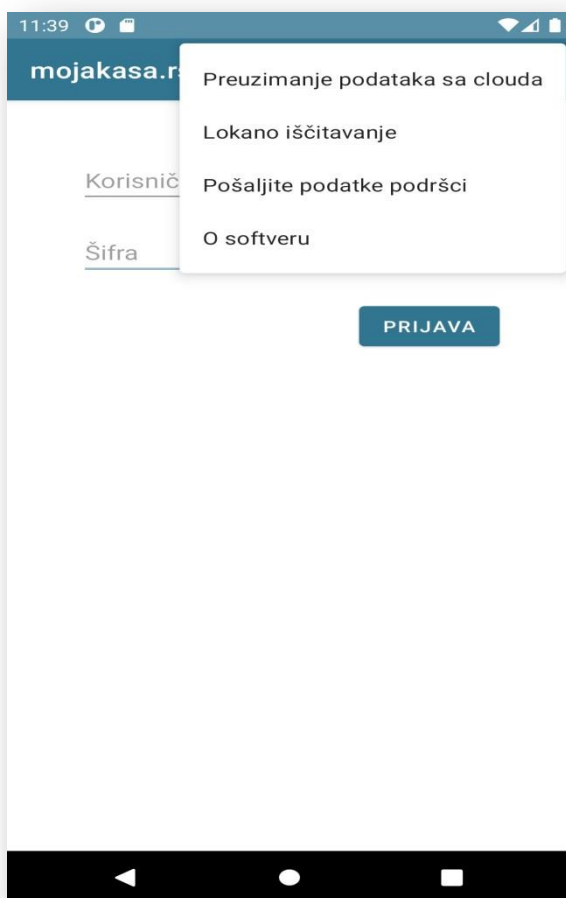 11:39
mojakasa.r
Preuzimanje podataka sa clouda
Lokano iščitavanje
Korisnič
Pošaljite podatke podršci
Šifra
O softveru
PRIJAVA